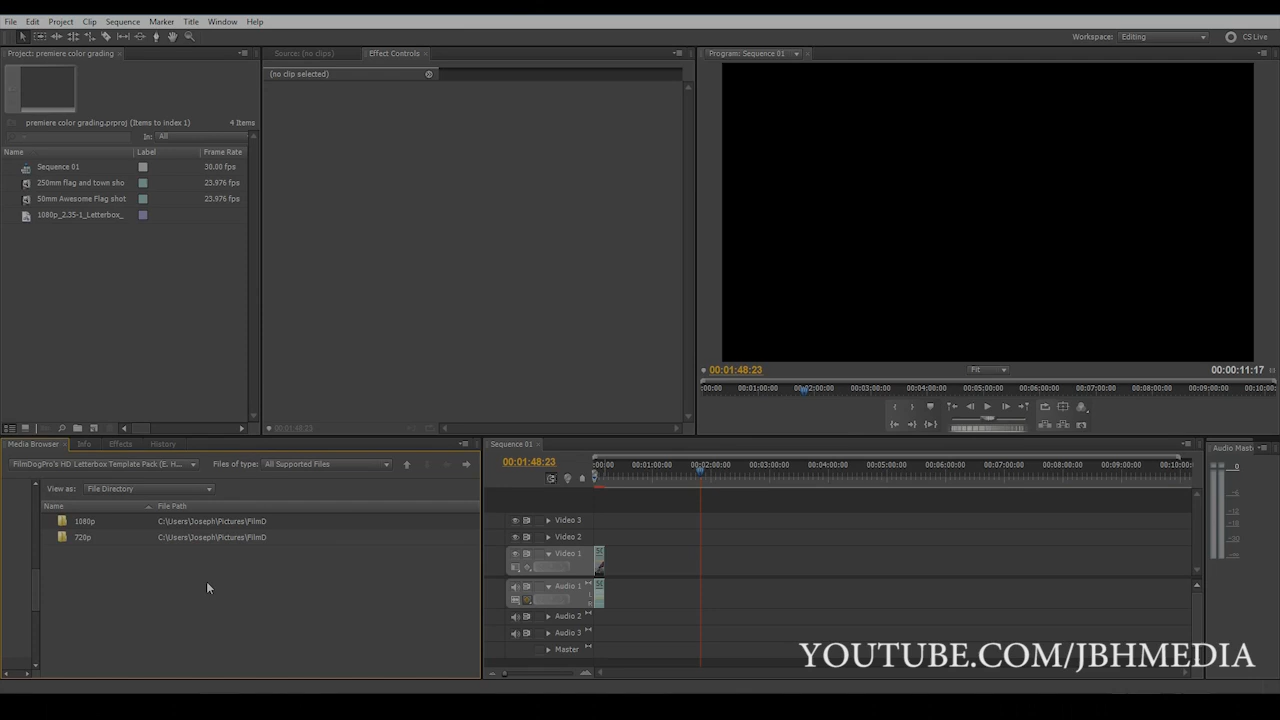 File Edit Project Clip Sequence Marker Title Window Help
Workspace: Editing CS Live
Project: premiere color grading
Source: (no clips) Effect Controls
Program: Sequence 01
(no clip selected)
premiere color grading.prproj (Items to index 1) 4 Items
In: All
Name Label Frame Rate
Sequence 01 30.00 fps
250mm flag and town sho 23.976 fps
50mm Awesome Flag shot 23.976 fps
1080p_2.35-1_Letterbox_
00:01:48:23 Fit 00:00:11:17
:00:00 00:01:00:00 00:02:00:00 00:03:00:00 00:04:00:00 00:05:00:00 00:06:00:00 00:07:00:00 00:08:00:00 00:09:00:00 00:10:00:
00:01:48:23
Media Browser Info Effects History
FilmDogPro's HD Letterbox Template Pack (E. H... Files of type: All Supported Files
View as: File Directory
Name File Path
1080p C:\Users\Joseph\Pictures\FilmD
720p C:\Users\Joseph\Pictures\FilmD
Sequence 01
00:01:48:23
:00:00 00:01:00:00 00:02:00:00 00:03:00:00 00:04:00:00 00:05:00:00 00:06:00:00 00:07:00:00 00:08:00:00 00:09:00:00 00:10:00:
Video 3
Video 2
Video 1
Audio 1
L
R
Audio 2
Audio 3
Master
Audio Maste
0
-6
-12
-18
-30
YOUTUBE.COM/JBHMEDIA